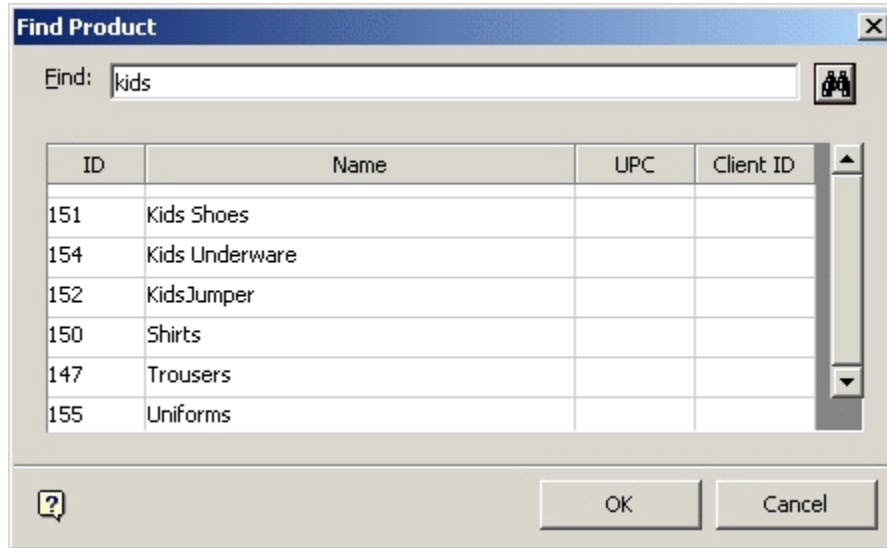 Find Product
Find: kids
ID Name UPC Client ID
151 Kids Shoes
154 Kids Underware
152 KidsJumper
150 Shirts
147 Trousers
155 Uniforms
OK Cancel